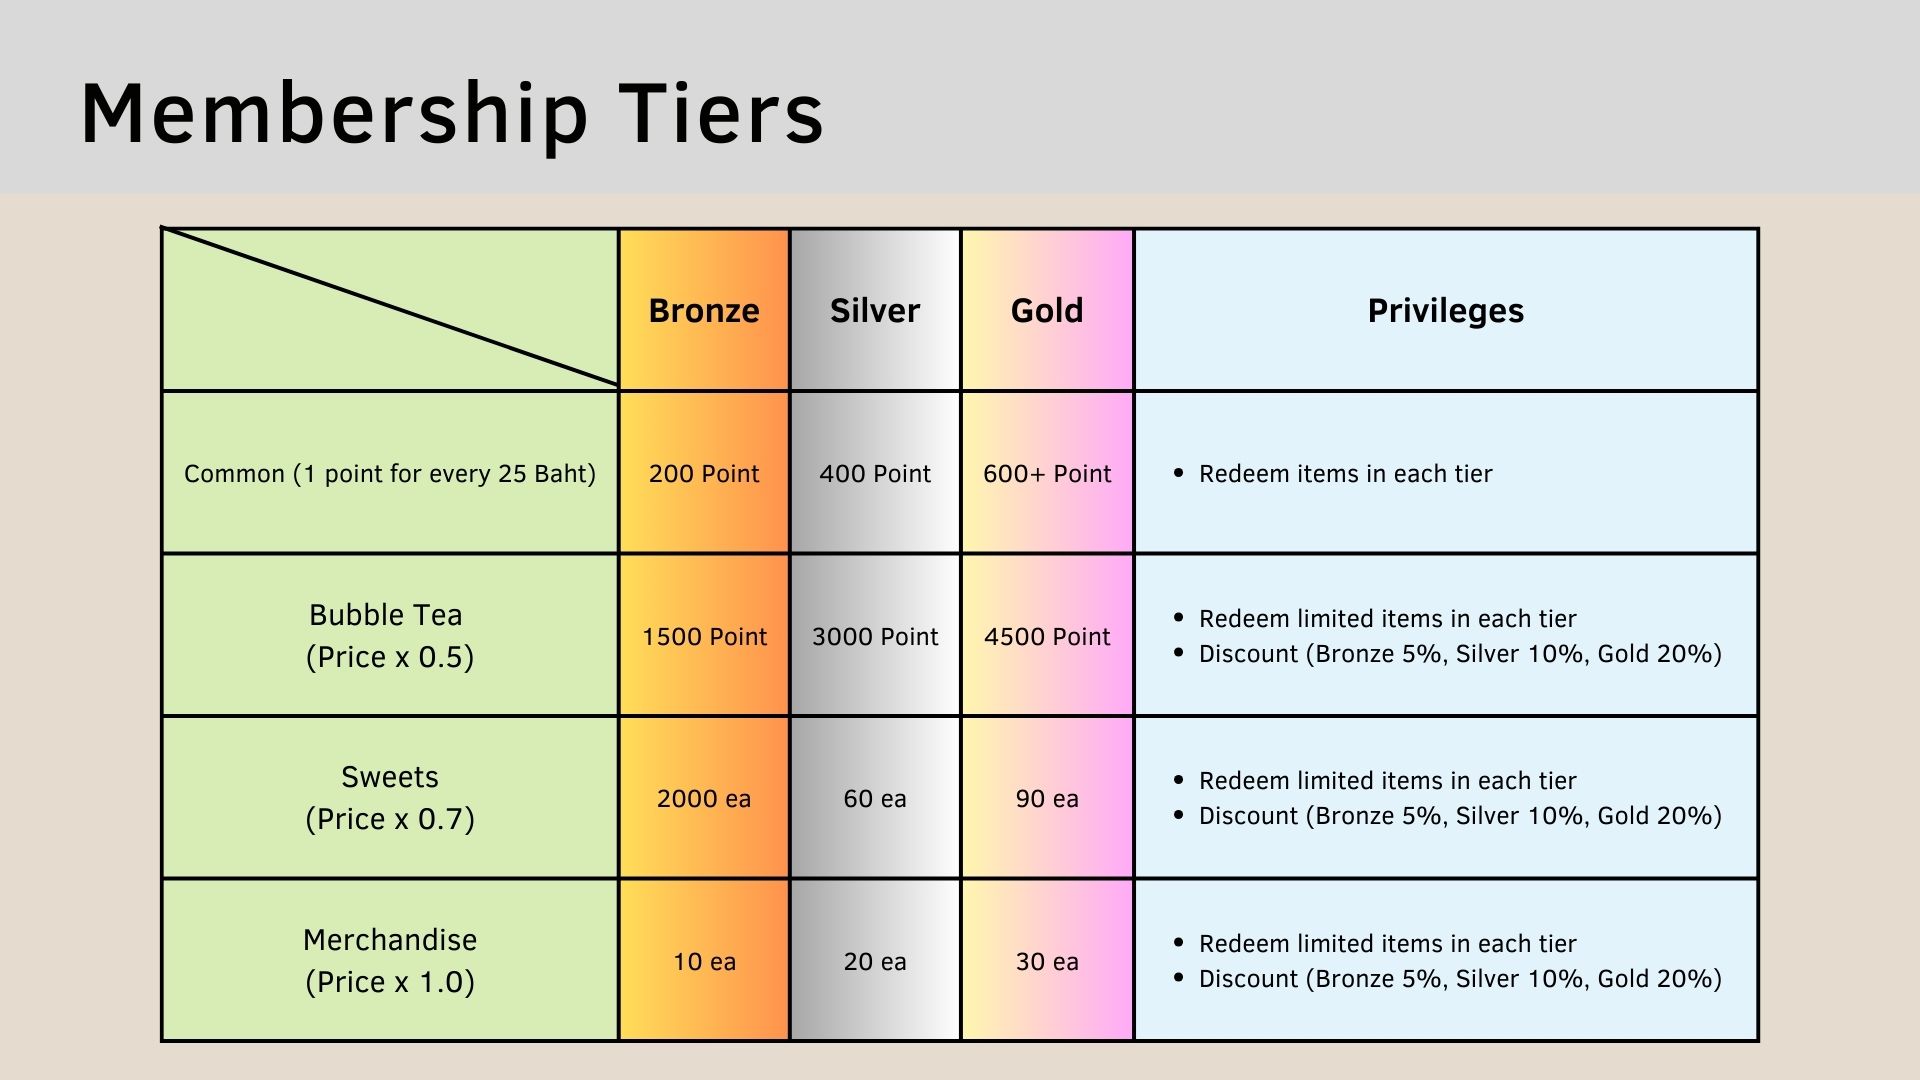 Membership Tiers
Bronze
Silver
Gold
Privileges
Common (1 point for every 25 Baht)
200 Point
400 Point
600+ Point
• Redeem items in each tier
Bubble Tea
(Price x 0.5)
1500 Point
3000 Point
4500 Point
• Redeem limited items in each tier
• Discount (Bronze 5%, Silver 10%, Gold 20%)
Sweets
(Price x 0.7)
2000 ea
60 ea
90 ea
• Redeem limited items in each tier
• Discount (Bronze 5%, Silver 10%, Gold 20%)
Merchandise
(Price x 1.0)
10 ea
20 ea
30 ea
• Redeem limited items in each tier
• Discount (Bronze 5%, Silver 10%, Gold 20%)